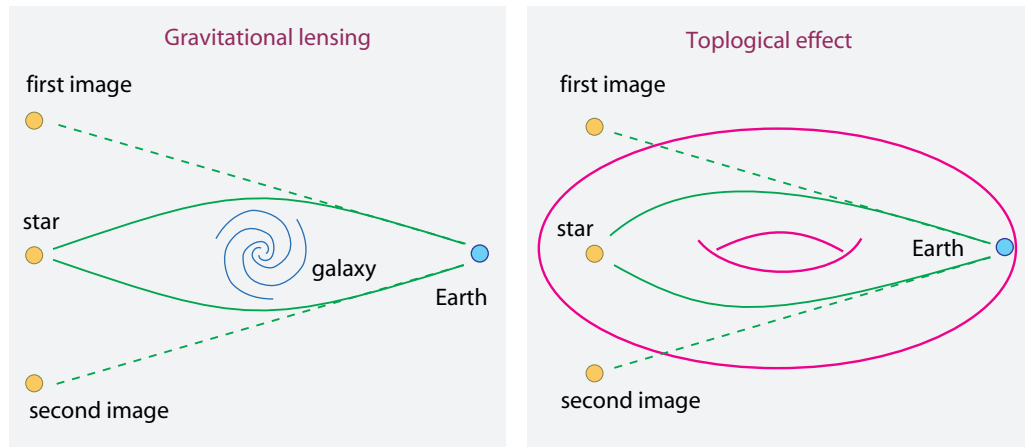 Gravitational lensing
first image
star
galaxy
Earth
second image
Toplogical effect
first image
star
Earth
second image